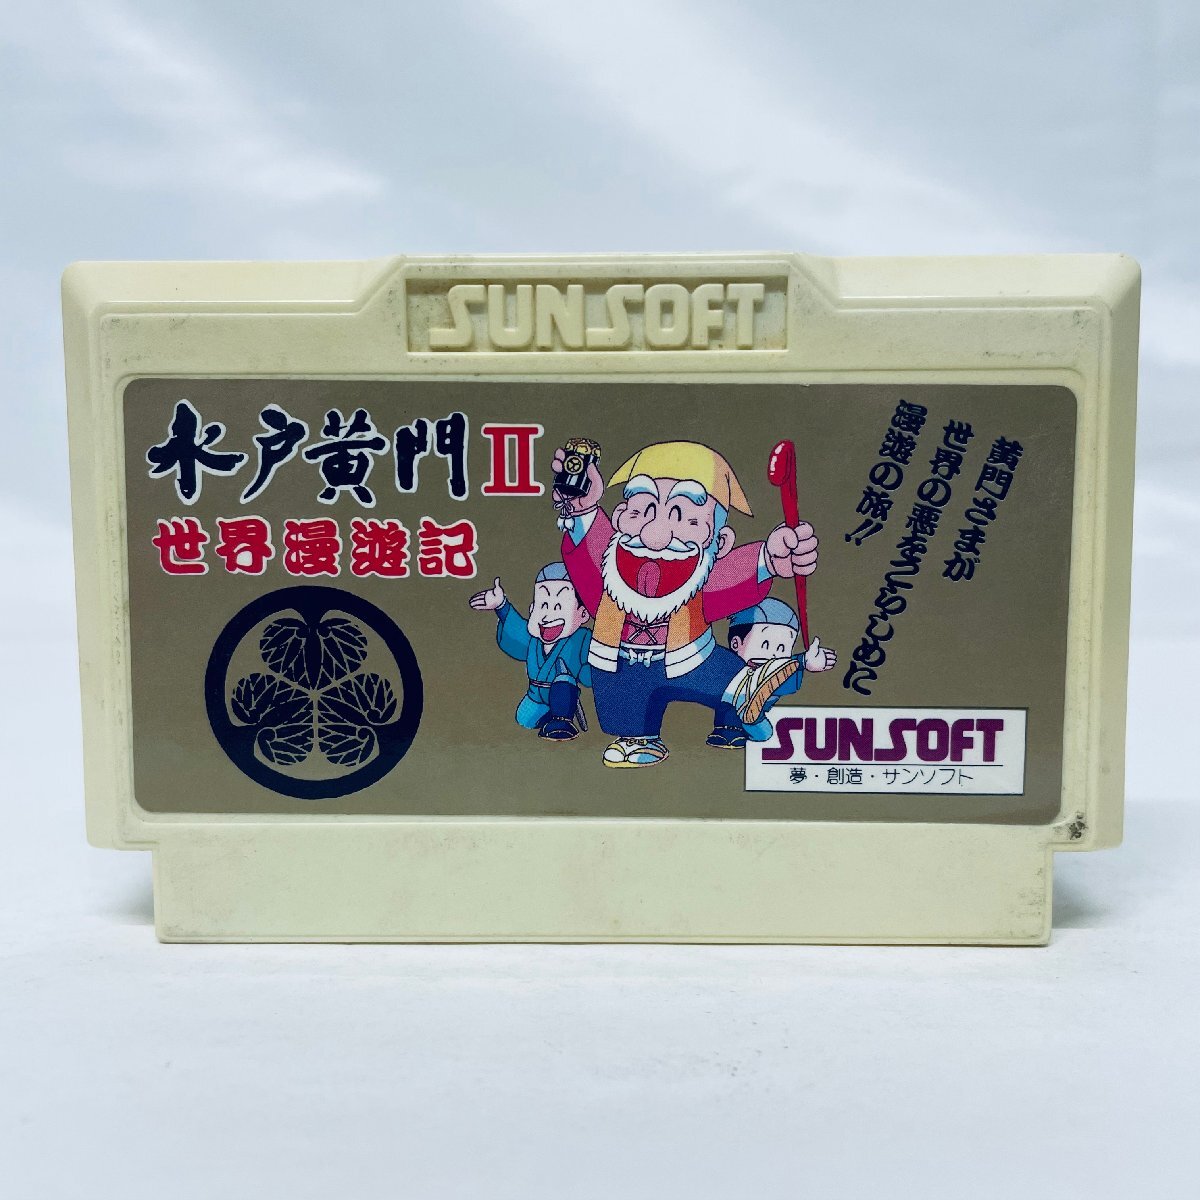 SUNSOFT
水戸黄門II
世界漫遊記
黄門さまが
世界の悪をこらしめに
漫遊の旅!!
SUNSOFT
夢・創造・サンソフト